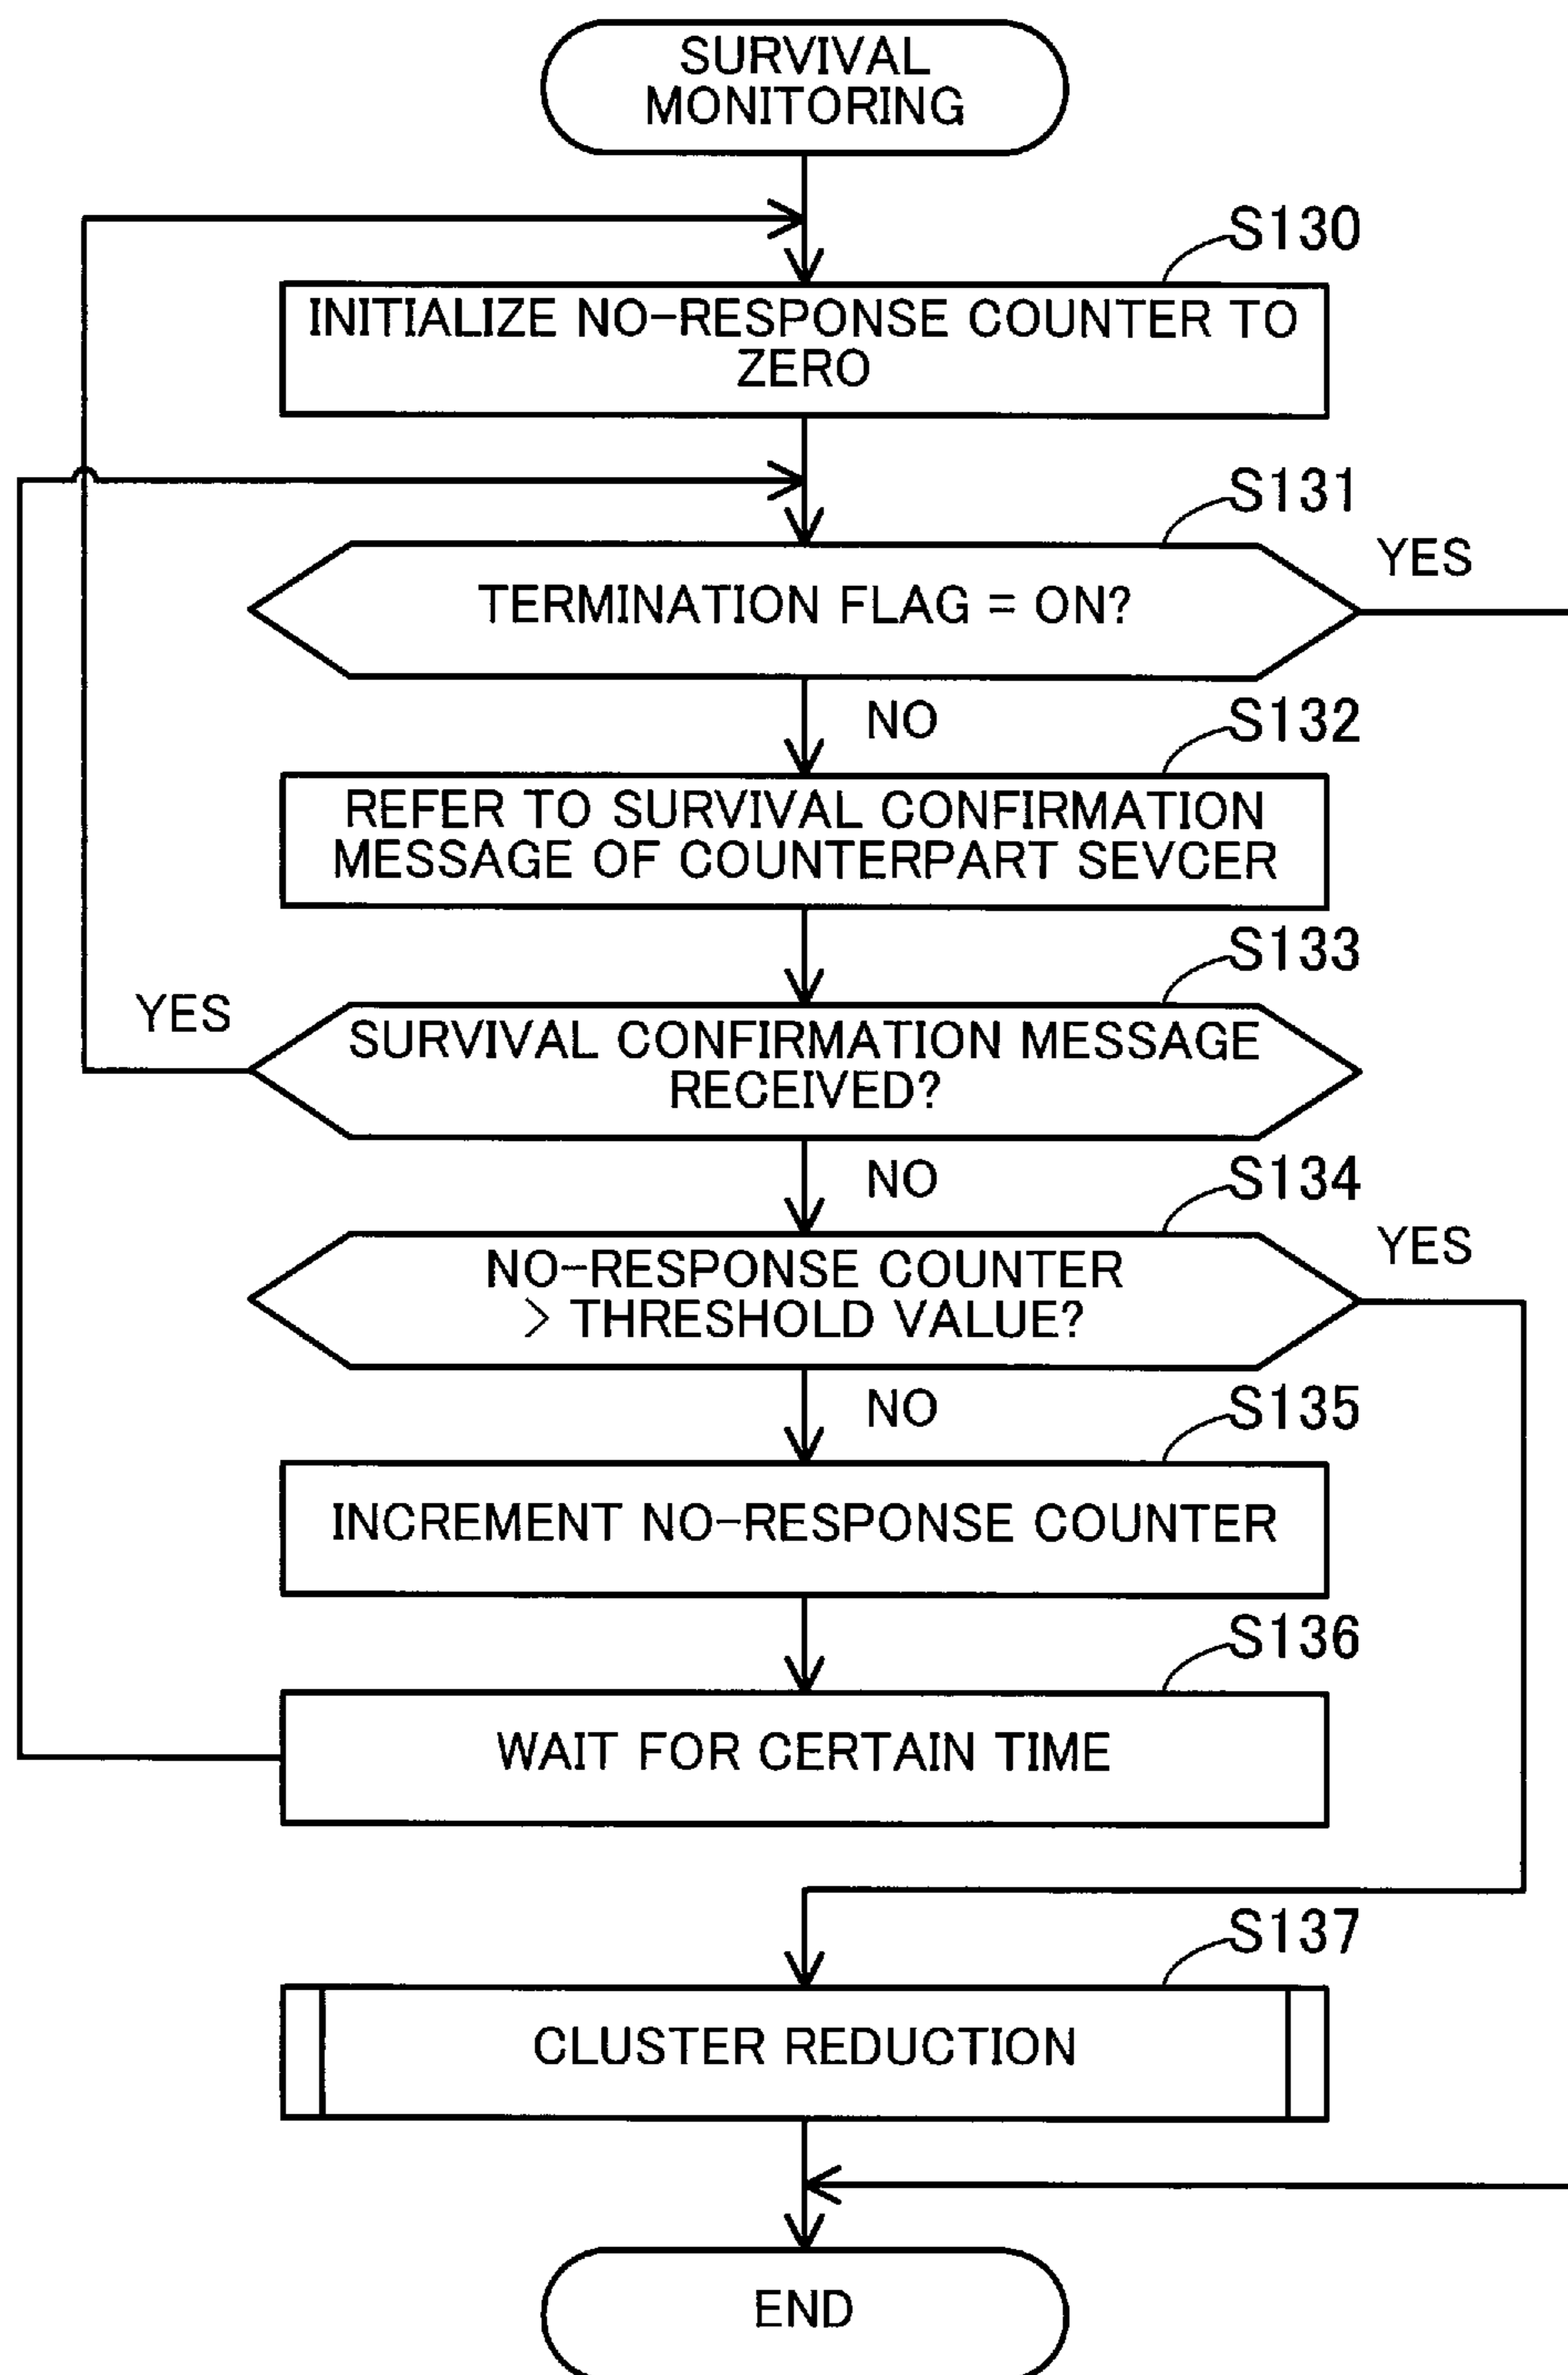 SURVIVAL
MONITORING
S130
INITIALIZE NO-RESPONSE COUNTER TO
ZERO
S131
TERMINATION FLAG = ON?
YES
NO
S132
REFER TO SURVIVAL CONFIRMATION
MESSAGE OF COUNTERPART SEVCER
S133
YES
SURVIVAL CONFIRMATION MESSAGE
RECEIVED?
NO
S134
NO-RESPONSE COUNTER
> THRESHOLD VALUE?
YES
NO
S135
INCREMENT NO-RESPONSE COUNTER
S136
WAIT FOR CERTAIN TIME
S137
CLUSTER REDUCTION
END